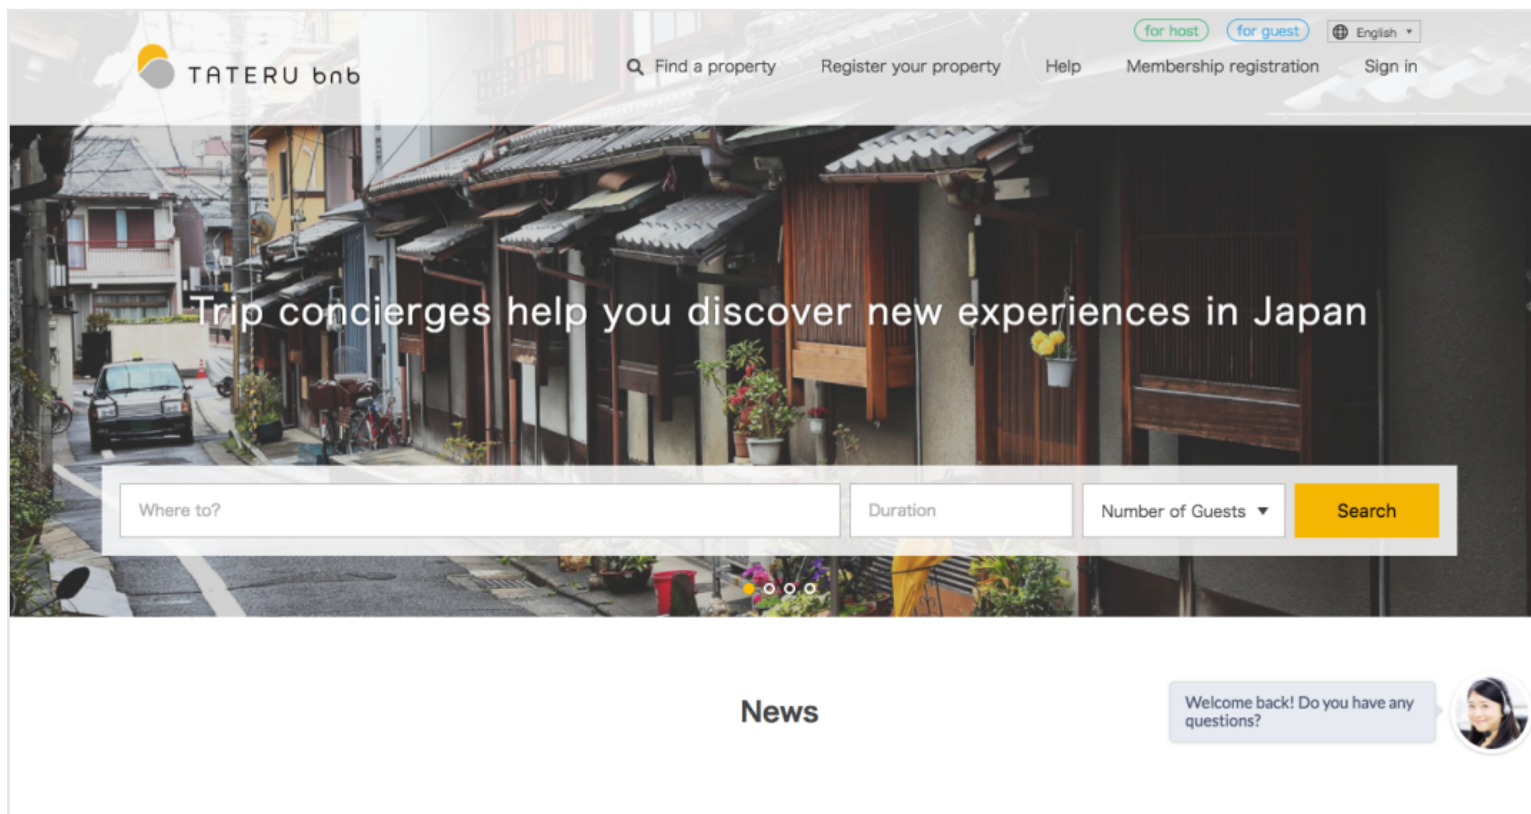 for host for guest English
TATERU bnb Find a property Register your property Help Membership registration Sign in
Trip concierges help you discover new experiences in Japan
Where to? Duration Number of Guests Search
News
Welcome back! Do you have any
questions?